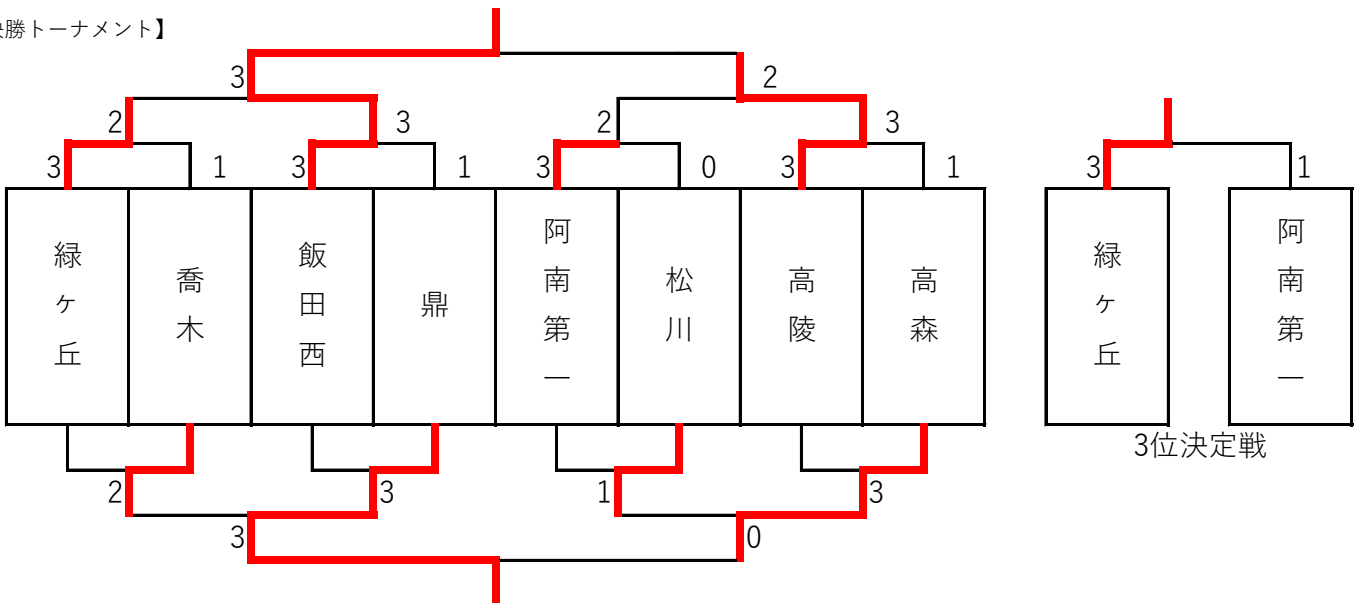 決勝トーナメント】
3 2
2 3 2 3
3 1 3 1 3 0 3 1 3 1
緑ヶ丘
喬木
飯田西
鼎
阿南第一
松川
高陵
高森
緑ヶ丘
阿南第一
3位決定戦
2 3 1 3
3 0